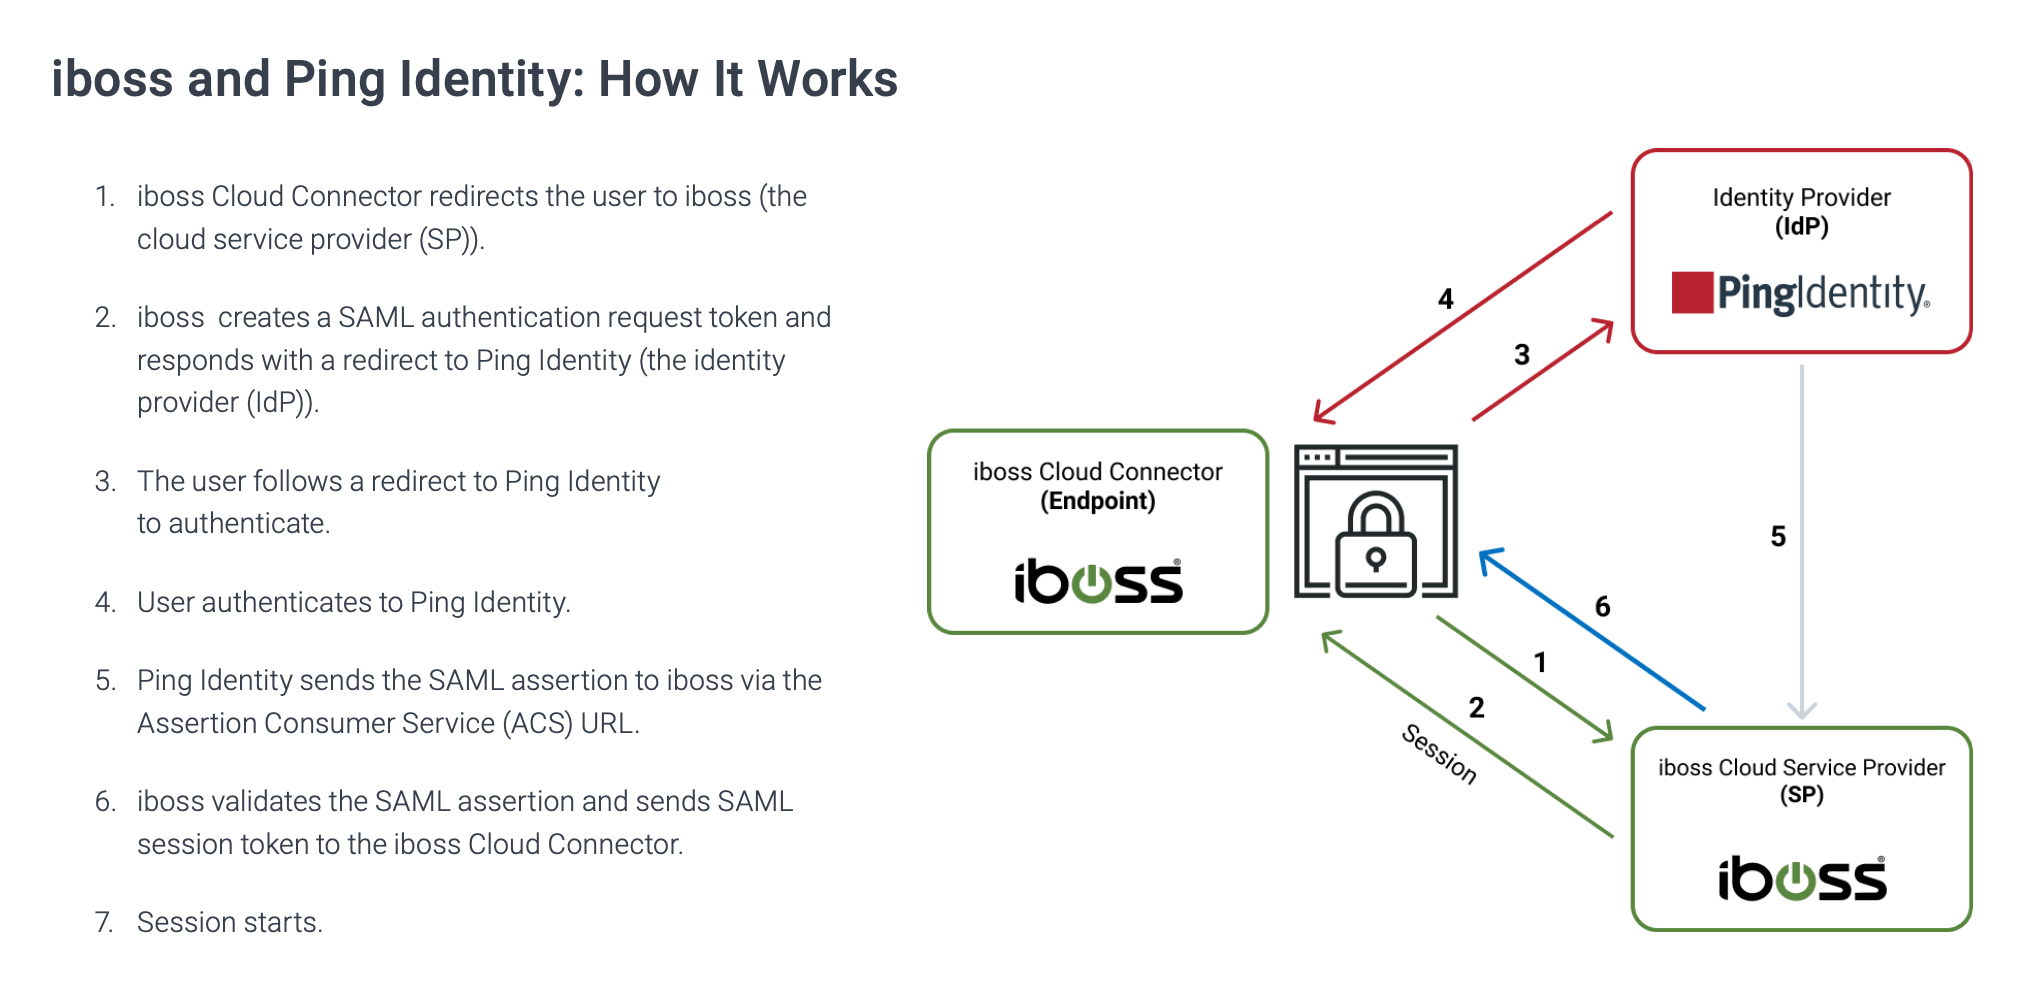 iboss and Ping Identity: How It Works
1. iboss Cloud Connector redirects the user to iboss (the
cloud service provider (SP)).
2. iboss  creates a SAML authentication request token and
responds with a redirect to Ping Identity (the identity
provider (IdP)).
3. The user follows a redirect to Ping Identity
to authenticate.
4. User authenticates to Ping Identity.
5. Ping Identity sends the SAML assertion to iboss via the
Assertion Consumer Service (ACS) URL.
6. iboss validates the SAML assertion and sends SAML
session token to the iboss Cloud Connector.
7. Session starts.
Identity Provider
(IdP)
PingIdentity®
4
3
iboss Cloud Connector
(Endpoint)
iboss®
5
6
1
2
Session
iboss Cloud Service Provider
(SP)
iboss®